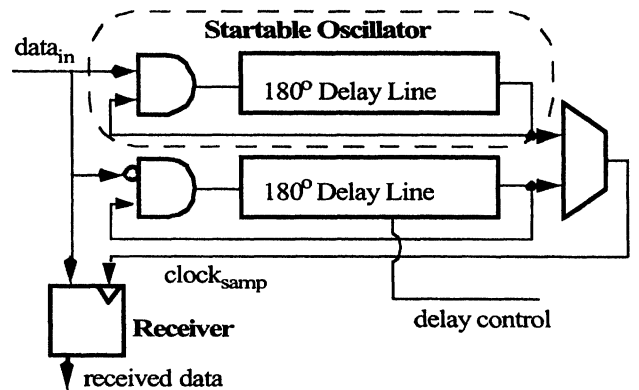 Startable Oscillator
data_in
180° Delay Line
180° Delay Line
clock_samp
delay control
Receiver
received data